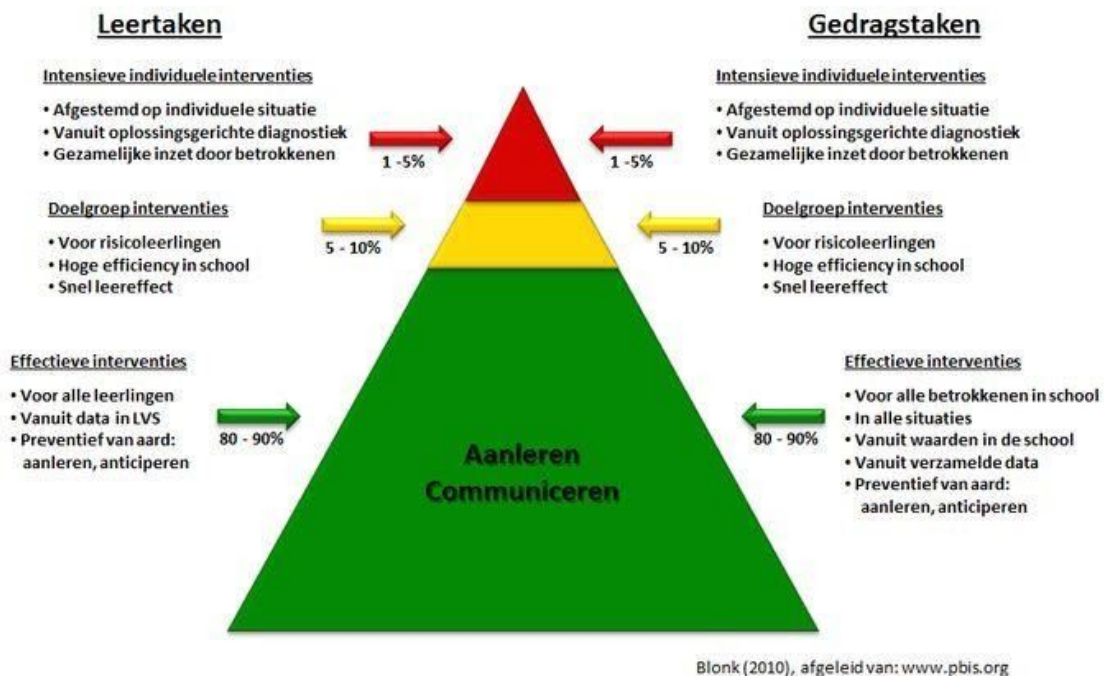 Leertaken
Intensieve individuele interventies
• Afgestemd op individuele situatie
• Vanuit oplossingsgerichte diagnostiek
• Gezamelijke inzet door betrokkenen
1 -5%
Doelgroep interventies
• Voor risicoleerlingen
• Hoge efficiency in school
• Snel leereffect
5 - 10%
Effectieve interventies
• Voor alle leerlingen
• Vanuit data in LVS
• Preventief van aard:
aanleren, anticiperen
80 - 90%
Aanleren
Communiceren
Gedragstaken
Intensieve individuele interventies
• Afgestemd op individuele situatie
• Vanuit oplossingsgerichte diagnostiek
• Gezamelijke inzet door betrokkenen
1 -5%
Doelgroep interventies
• Voor risicoleerlingen
• Hoge efficiency in school
• Snel leereffect
5 - 10%
Effectieve interventies
• Voor alle betrokkenen in school
• In alle situaties
• Vanuit waarden in de school
• Vanuit verzamelde data
• Preventief van aard:
aanleren, anticiperen
80 - 90%
Blonk (2010), afgeleid van: www.pbis.org